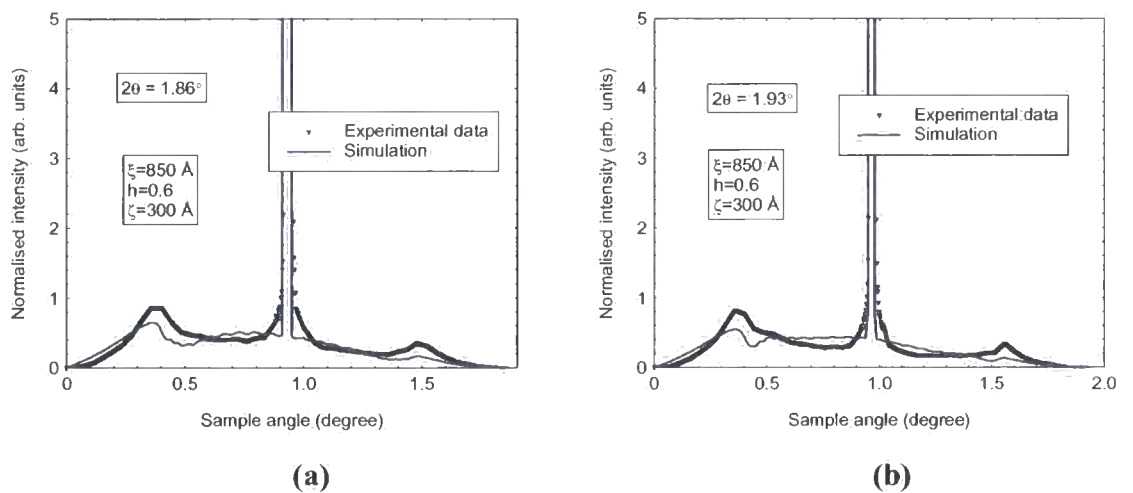 5
4
3
2
1
0
Normalised intensity (arb. units)
2θ = 1.86°
Experimental data
Simulation
ξ=850 Å
h=0.6
ζ=300 Å
0 0.5 1.0 1.5
Sample angle (degree)
(a)
5
4
3
2
1
0
Normalised intensity (arb. units)
2θ = 1.93°
Experimental data
Simulation
ξ=850 Å
h=0.6
ζ=300 Å
0 0.5 1.0 1.5 2.0
Sample angle (degree)
(b)